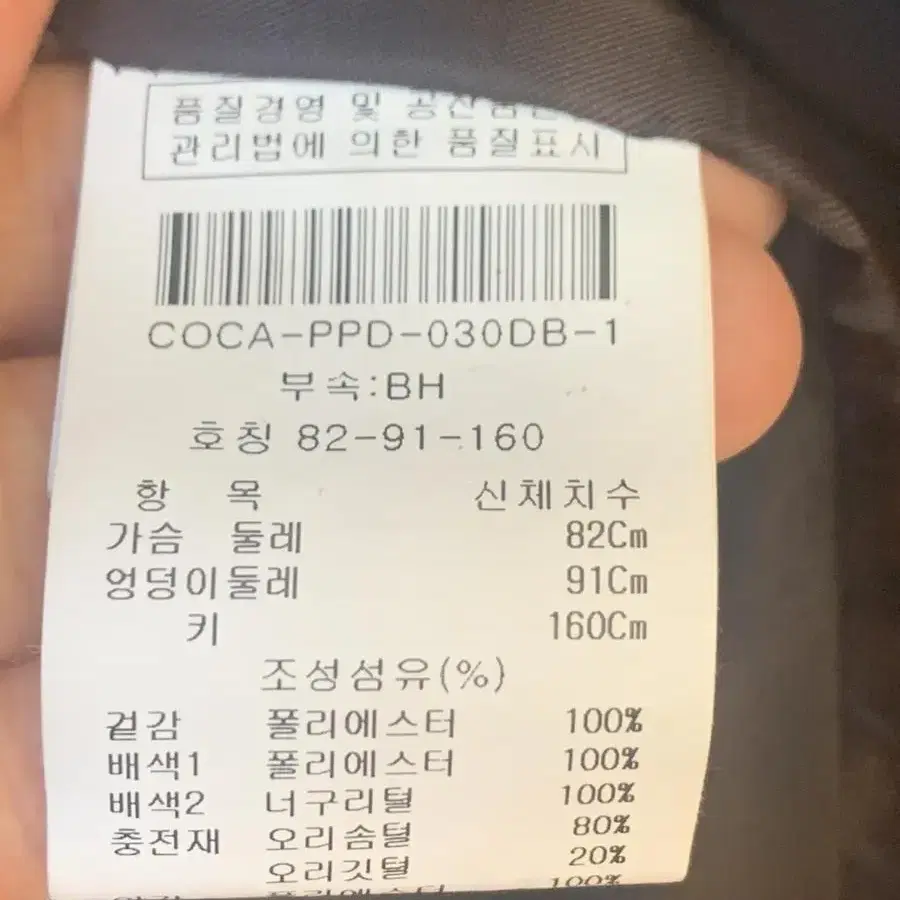 품질경영 및
관리법에 의한 품질표시
COCA-PPD-030DB-1
부속:BH
호칭 82-91-160
항 목 신체치수
가슴 둘레 82Cm
엉덩이둘레 91Cm
키 160Cm
조성섬유(%)
겉감 폴리에스터 100%
배색1 폴리에스터 100%
배색2 너구리털 100%
충전재 오리솜털 80%
오리깃털 20%
100%